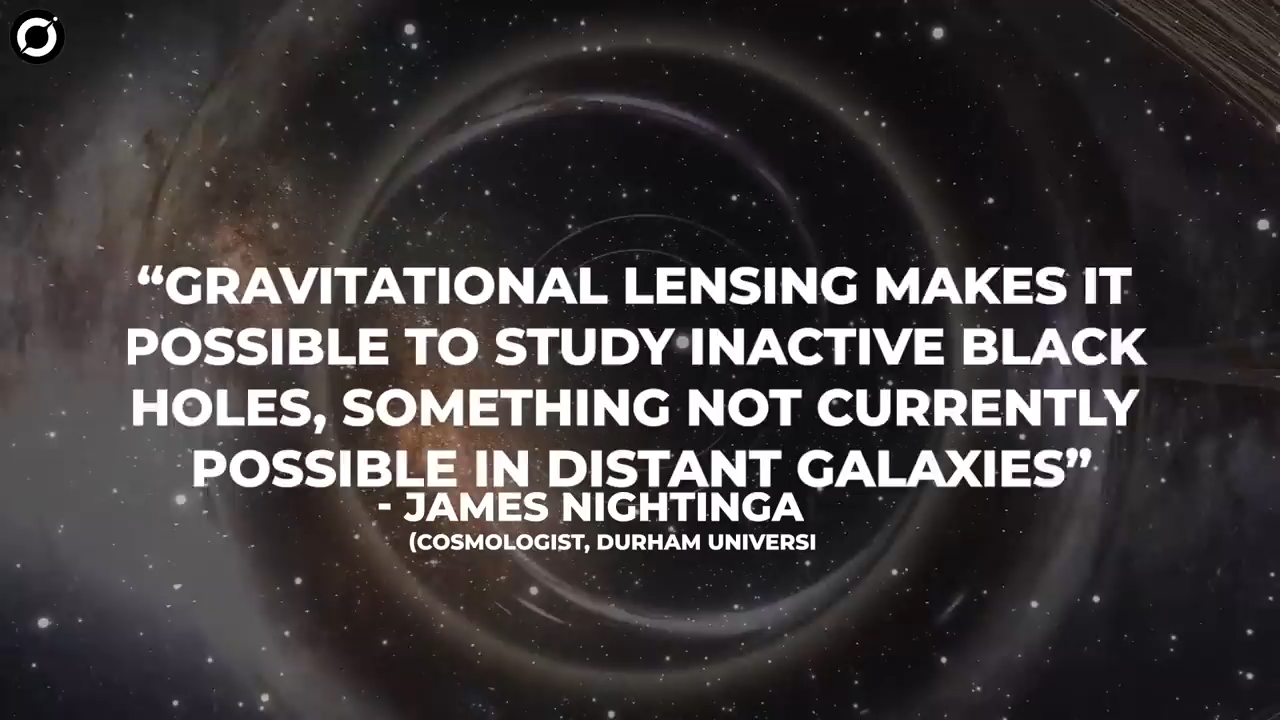 “GRAVITATIONAL LENSING MAKES IT
POSSIBLE TO STUDY INACTIVE BLACK
HOLES, SOMETHING NOT CURRENTLY
POSSIBLE IN DISTANT GALAXIES”
- JAMES NIGHTINGA
(COSMOLOGIST, DURHAM UNIVERSI